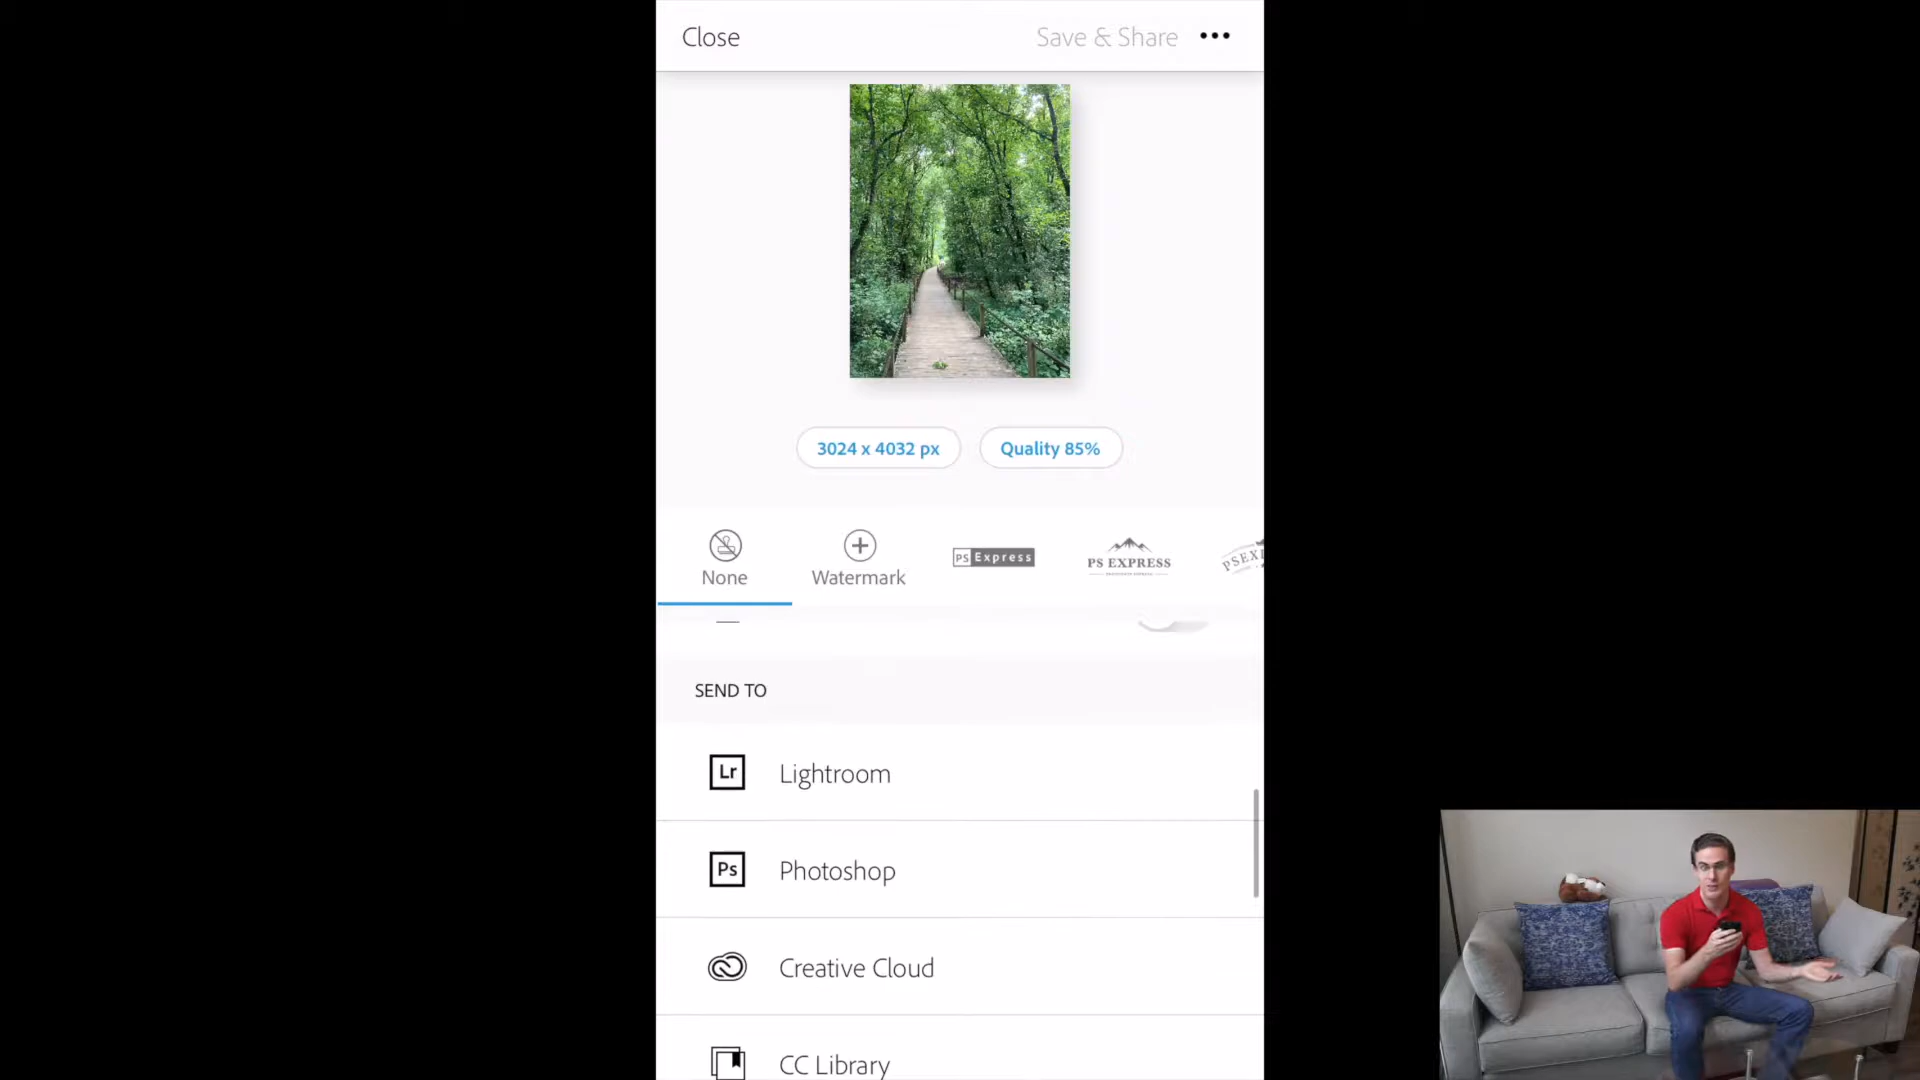 Close Save & Share
3024 x 4032 px Quality 85%
None Watermark PS Express PS EXPRESS
SEND TO
Lr Lightroom
Ps Photoshop
Creative Cloud
CC Library